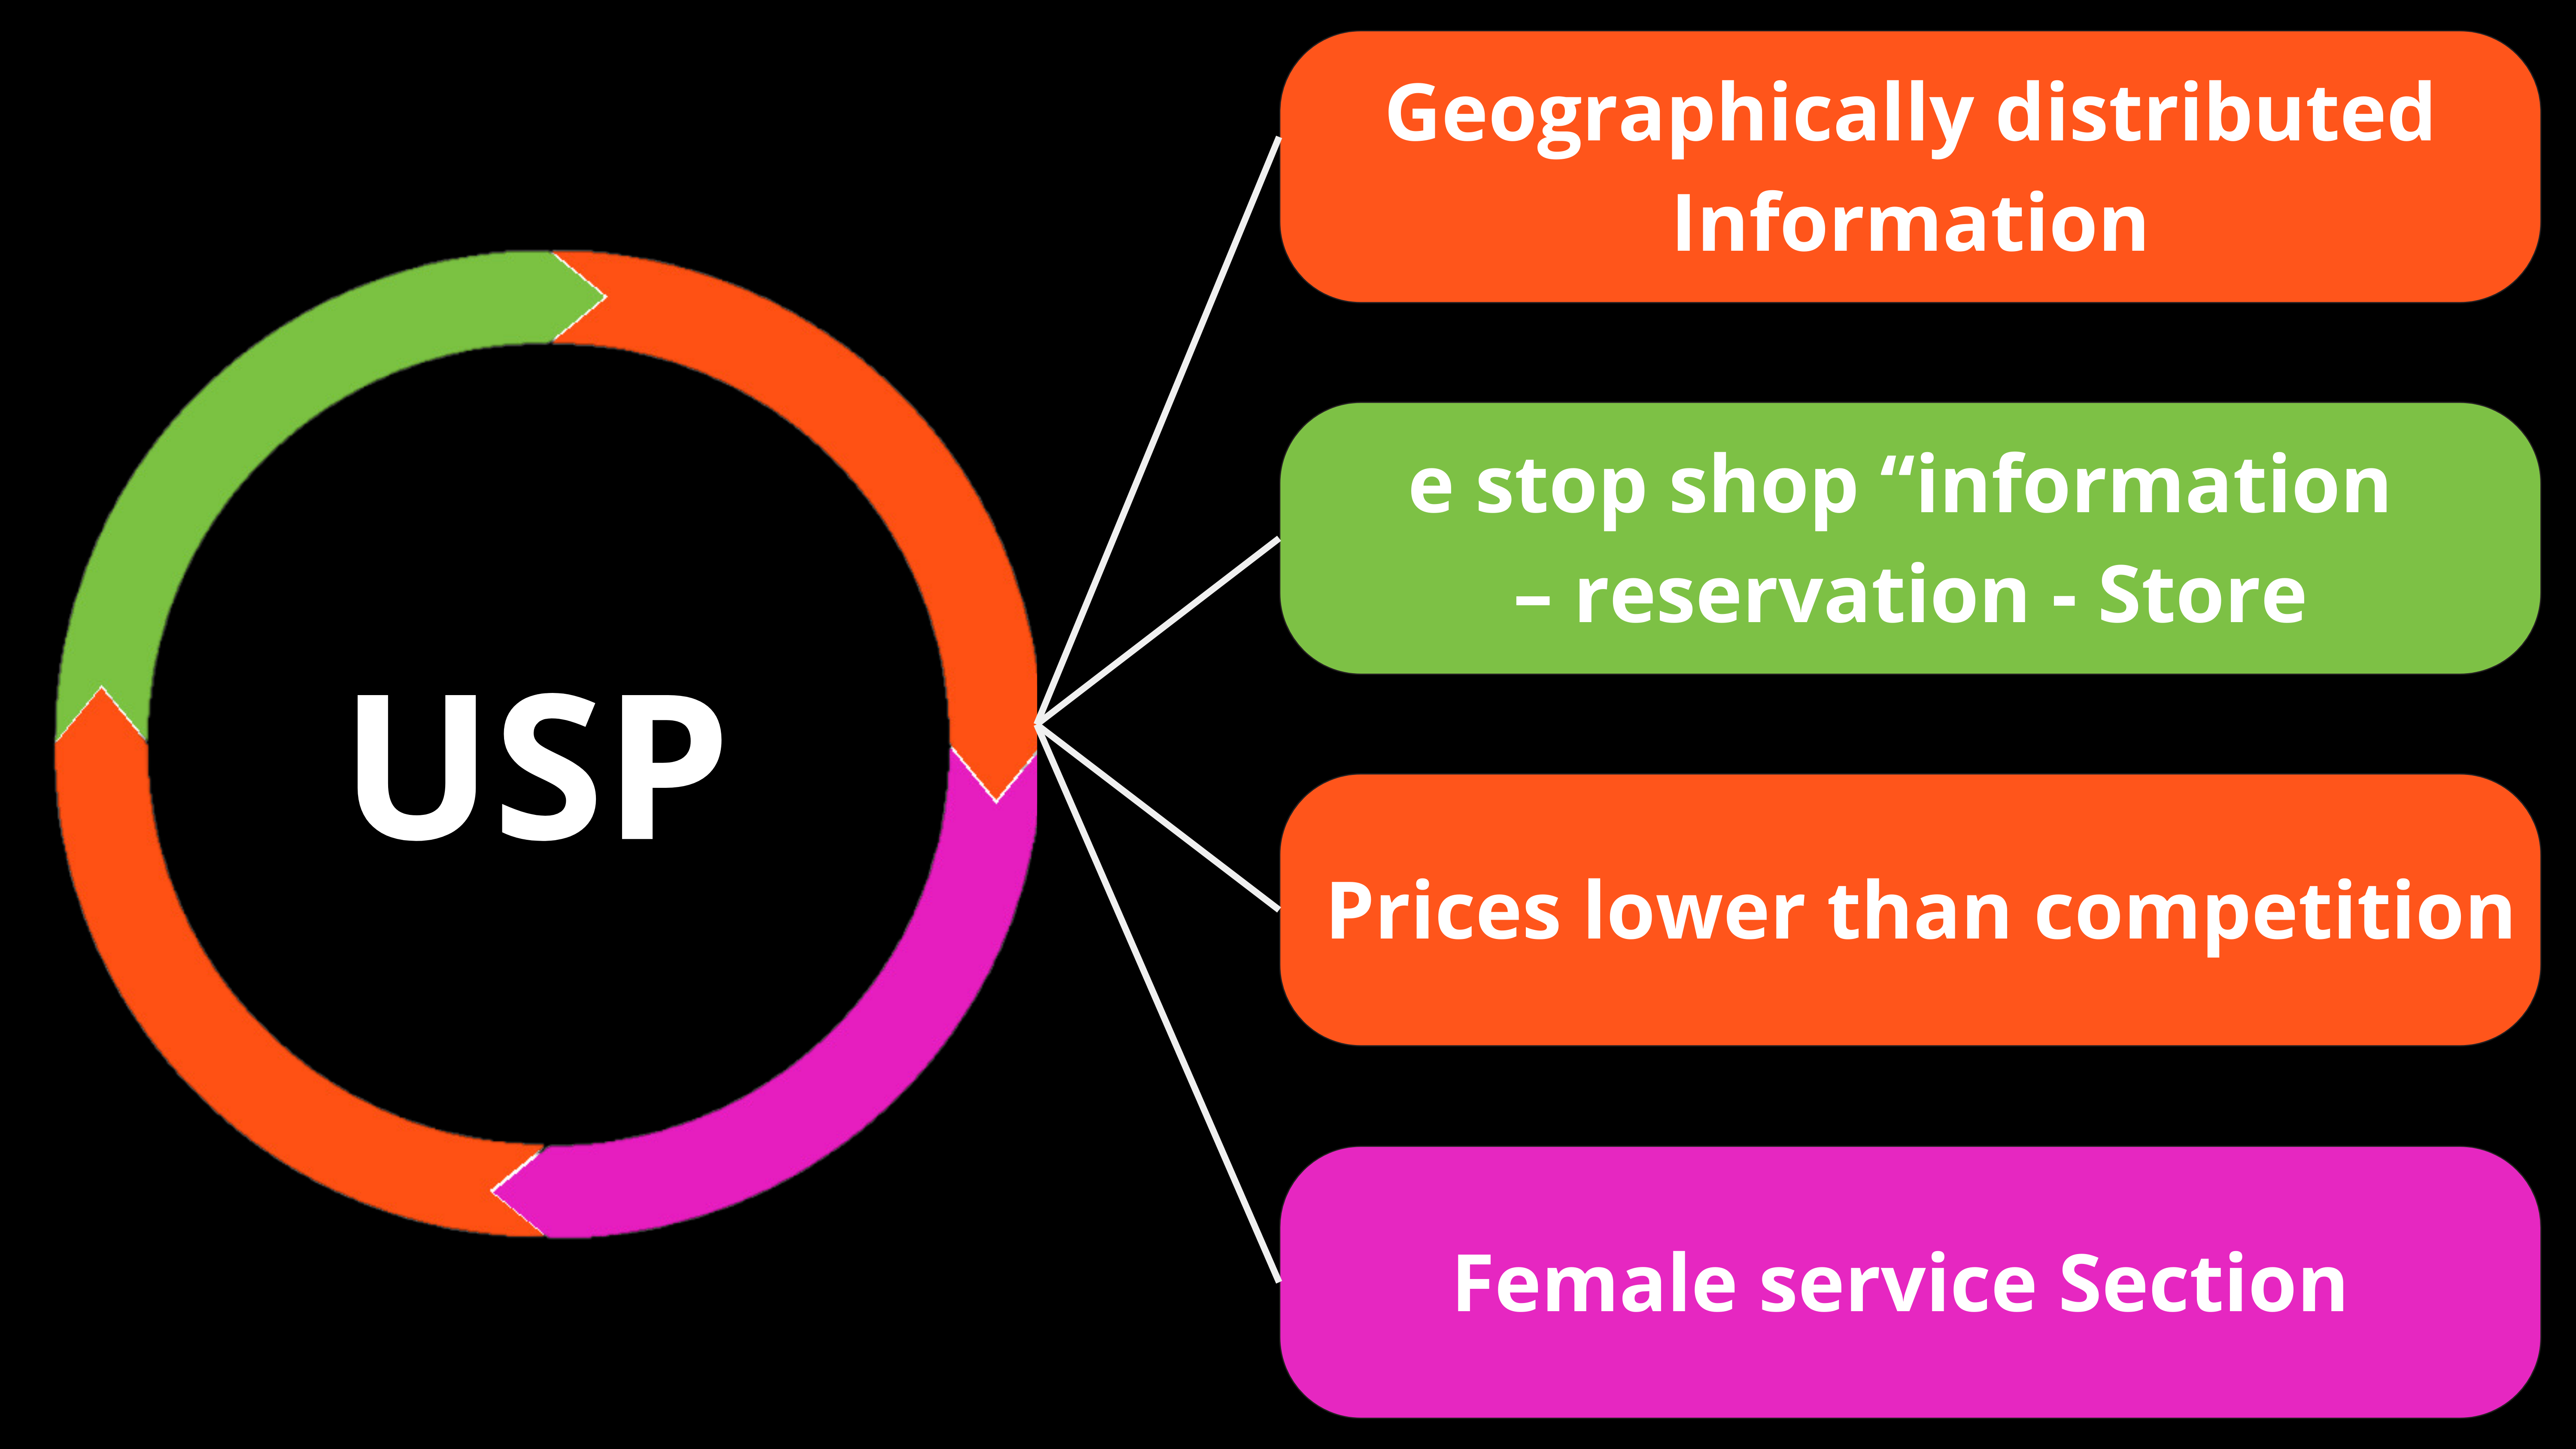 USP
Geographically distributed
Information
e stop shop “information
– reservation - Store
Prices lower than competition
Female service Section